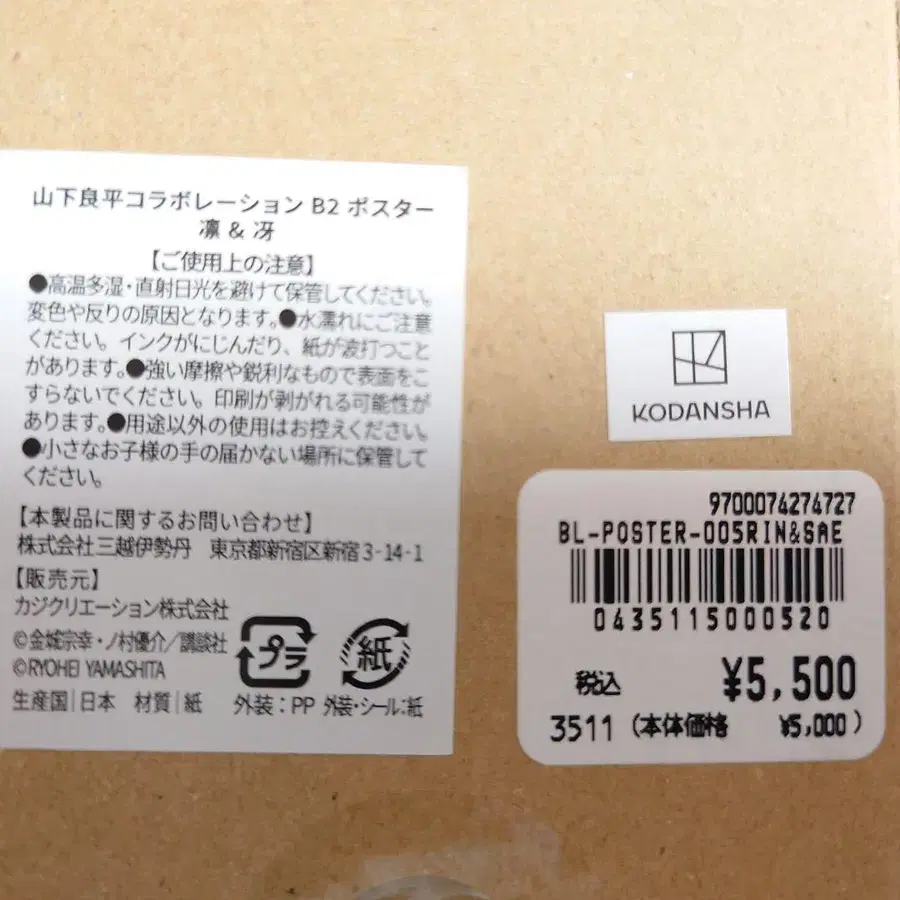 山下良平コラボレーション B2 ポスター
凛 & 冴
【ご使用上の注意】
●高温多湿・直射日光を避けて保管してください。
変色や反りの原因となります。●水濡れにご注意
ください。インクがにじんだり、紙が波打つこと
があります。●強い摩擦や鋭利なもので表面をこ
すらないでください。印刷が剥がれる可能性が
あります。●用途以外の使用はお控えください。
●小さなお子様の手の届かない場所に保管して
ください。
【本製品に関するお問い合わせ】
株式会社三越伊勢丹 東京都新宿区新宿 3-14-1
【販売元】
カジクリエーション株式会社
©金城宗幸・ノ村優介／講談社
©RYOHEI YAMASHITA
生産国|日本 材質|紙
プラ
外装：PP
紙
外装・シール：紙
KODANSHA
9700074274727
BL-POSTER-005RIN&SAE
0435115000520
税込 ¥5,500
3511 (本体価格 ¥5,000 )